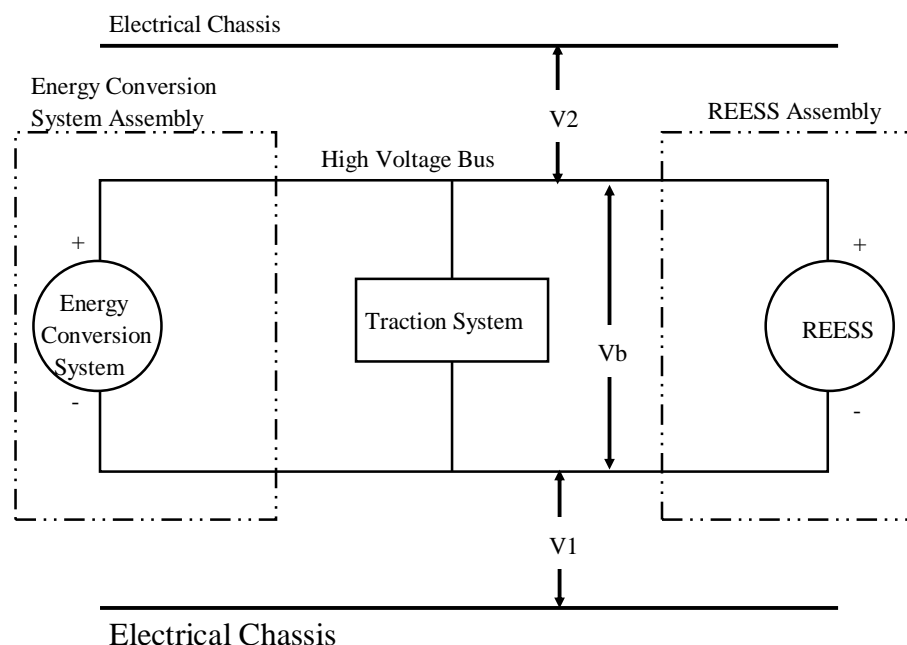 Electrical Chassis
Energy Conversion
System Assembly
V2
REESS Assembly
High Voltage Bus
+
+
Energy
Conversion
System
Traction System
Vb
REESS
-
-
V1
Electrical Chassis